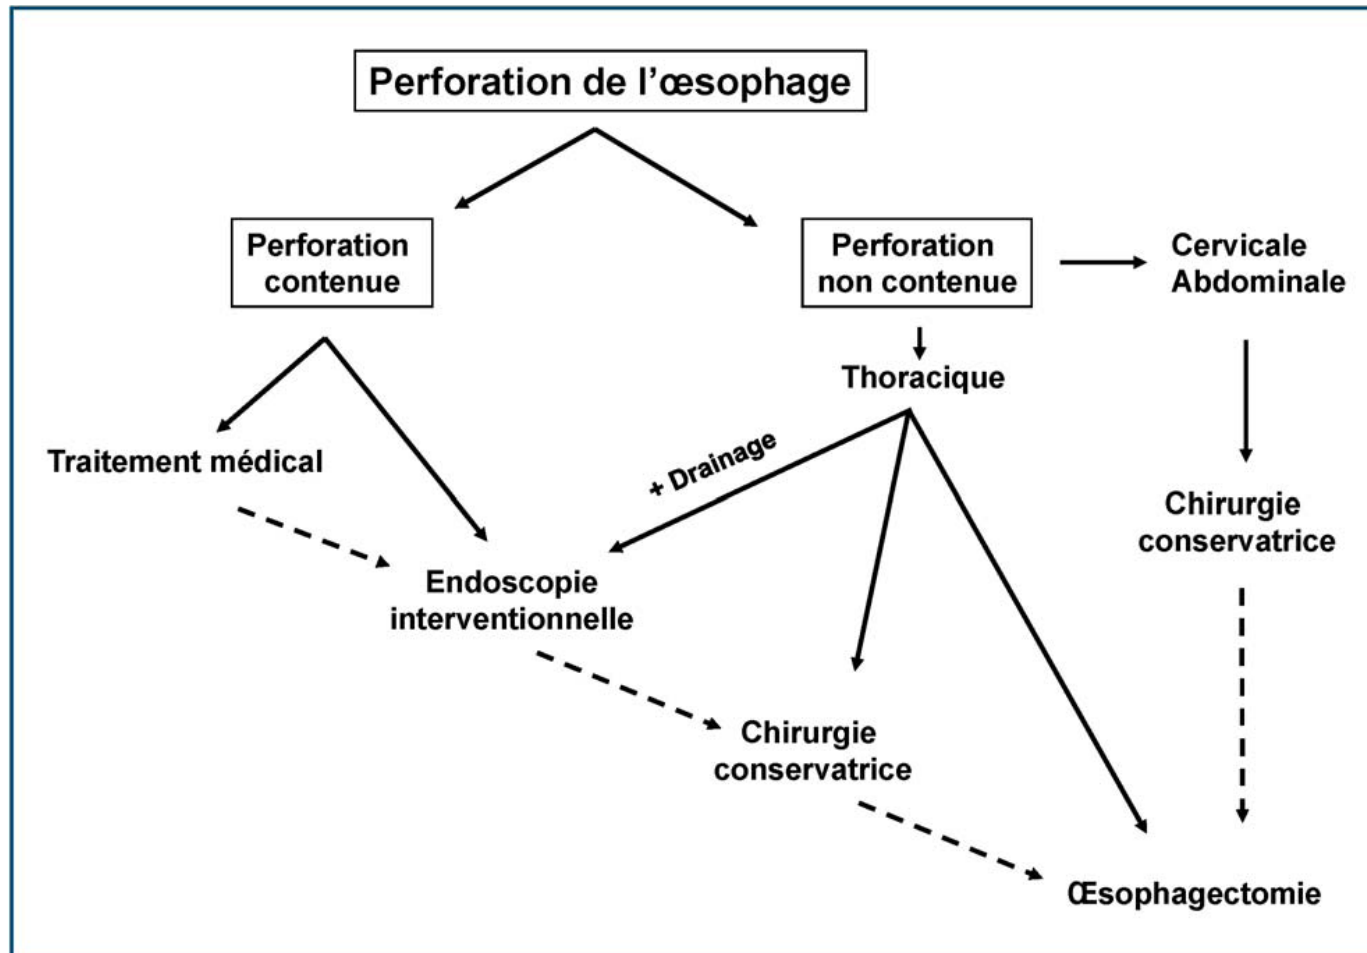 Perforation de l'œsophage
Perforation
contenue
Perforation
non contenue
Cervicale
Abdominale
Thoracique
Traitement médical
+ Drainage
Chirurgie
conservatrice
Endoscopie
interventionnelle
Chirurgie
conservatrice
Œsophagectomie